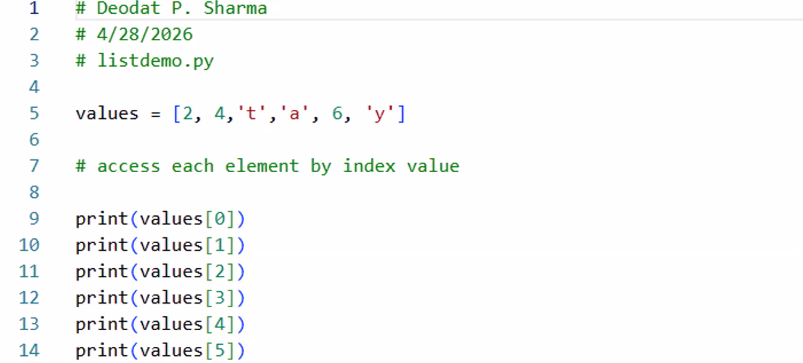 1 # Deodat P. Sharma
2 # 4/28/2026
3 # listdemo.py
4
5 values = [2, 4,'t','a', 6, 'y']
6
7 # access each element by index value
8
9 print(values[0])
10 print(values[1])
11 print(values[2])
12 print(values[3])
13 print(values[4])
14 print(values[5])